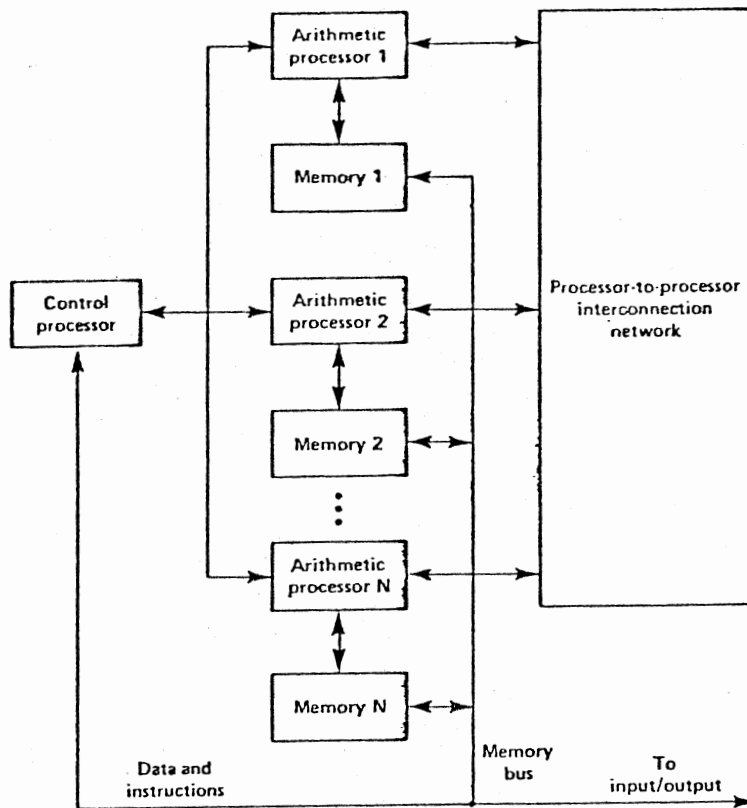 Arithmetic
processor 1
Memory 1
Control
processor
Arithmetic
processor 2
Processor-to-processor
interconnection
network
Memory 2
Arithmetic
processor N
Memory N
Data and
instructions
Memory
bus
To
input/output